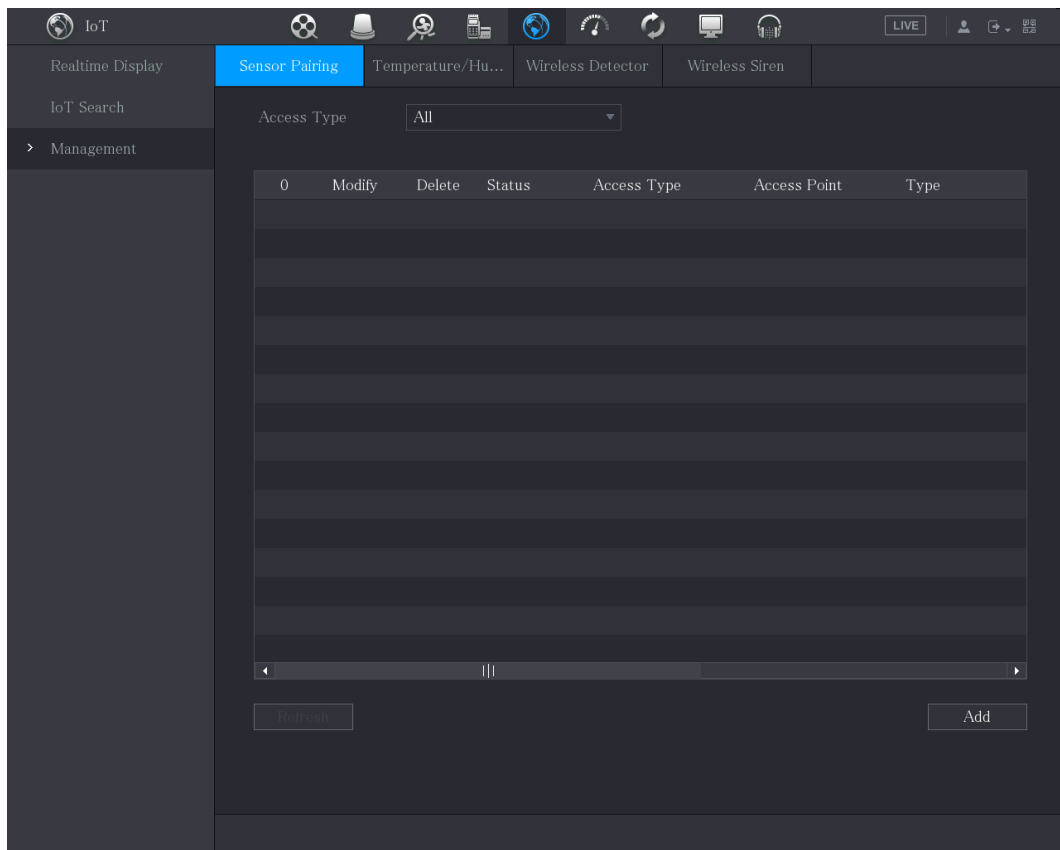 IoT LIVE
Realtime Display
IoT Search
Management
Sensor Pairing Temperature/Hu... Wireless Detector Wireless Siren
Access Type All
0 Modify Delete Status Access Type Access Point Type
Refresh Add